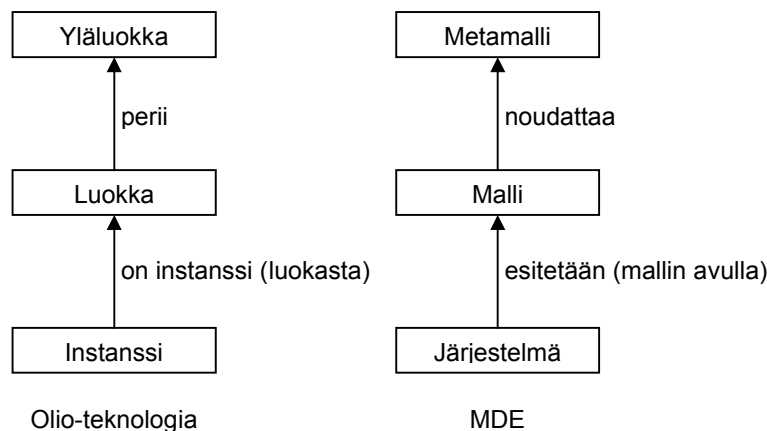 Yläluokka
perii
Luokka
on instanssi (luokasta)
Instanssi
Olio-teknologia
Metamalli
noudattaa
Malli
esitetään (mallin avulla)
Järjestelmä
MDE